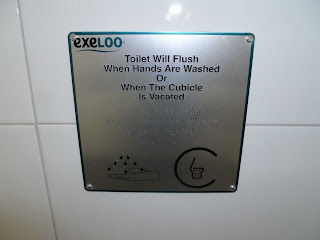 exeLOO
Toilet Will Flush
When Hands Are Washed
Or
When The Cubicle
Is Vacated